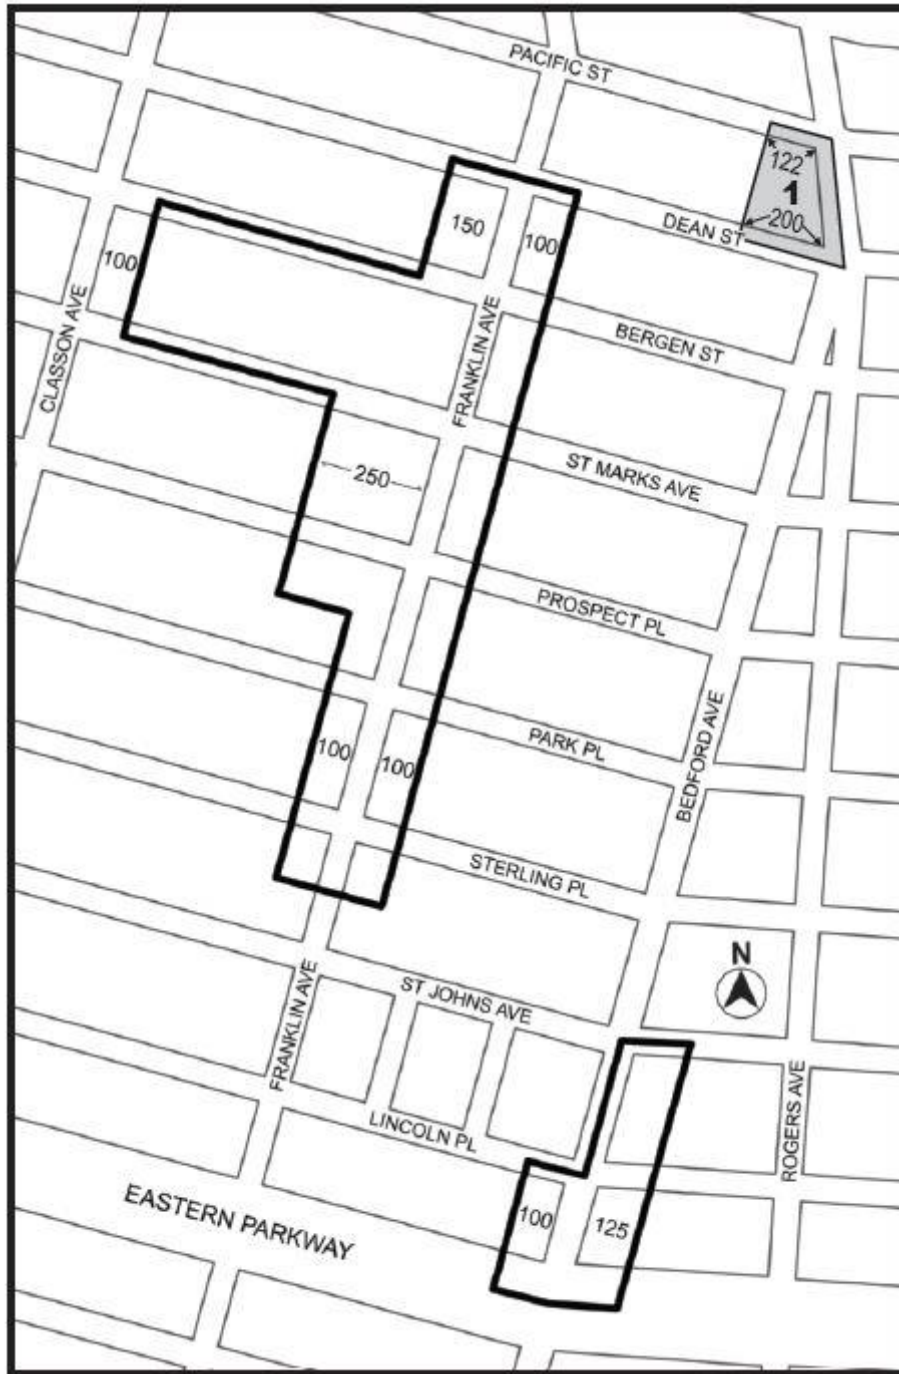 PACIFIC ST
122
1
200
DEAN ST
150
100
100
CLASSON AVE
FRANKLIN AVE
BERGEN ST
250
ST MARKS AVE
PROSPECT PL
PARK PL
BEDFORD AVE
100
100
STERLING PL
N
ST JOHNS AVE
FRANKLIN AVE
ROGERS AVE
LINCOLN PL
100
125
EASTERN PARKWAY